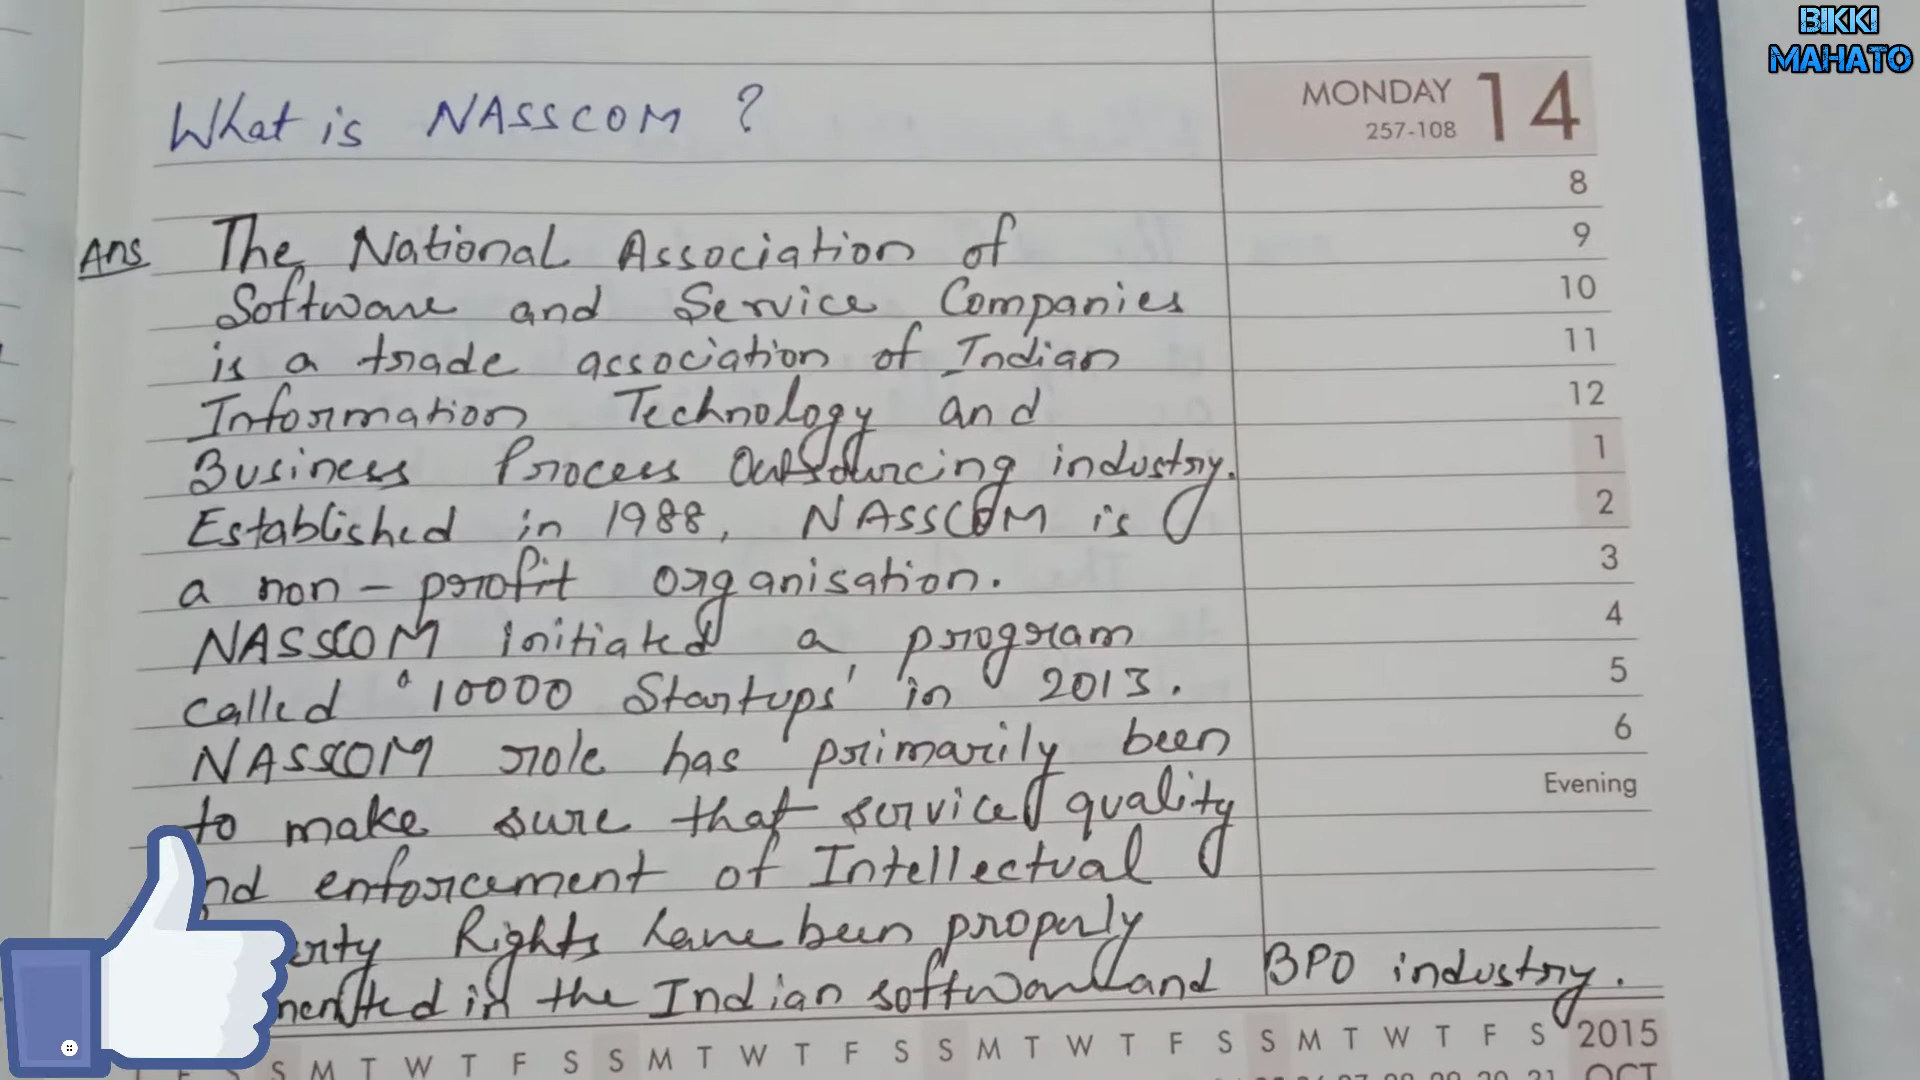 BIKKI
MAHATO
MONDAY 14
257-108
What is NASSCOM ?
8
9
10
11
12
1
2
3
4
5
6
Evening
Ans The National Association of
Software and Service Companies
is a trade association of Indian
Information Technology and
Business Process Outsourcing industry.
Established in 1988, NASSCOM is
a non-profit organisation.
NASSCOM initiated a program
called '10000 Startups' in 2013.
NASSCOM role has primarily been
to make sure that service quality
nd enforcement of Intellectual
erty Rights have been properly
mented in the Indian software and BPO industry.
S M T W T F S S M T W T F S S M T W T F S S M T W T F S 2015
OCT